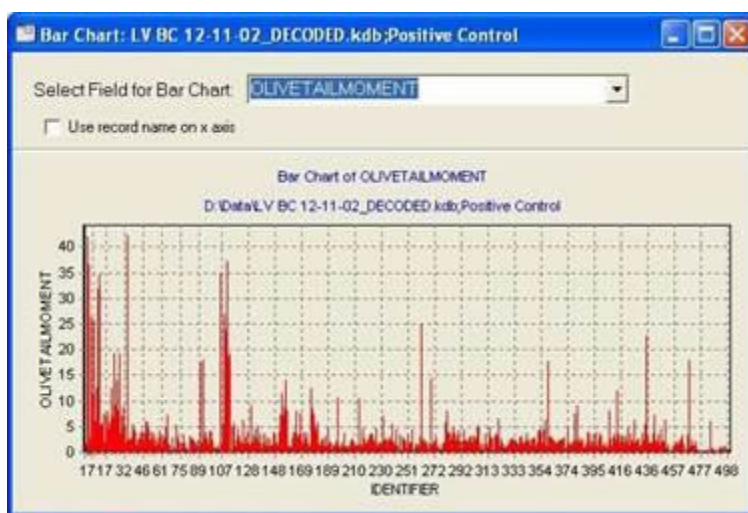 Bar Chart: LV BC 12-11-02_DECODED.kdb;Positive Control
Select Field for Bar Chart: OLIVETAILMOMENT
Use record name on x axis
Bar Chart of OLIVETAILMOMENT
D:\Data\LV BC 12-11-02_DECODED.kdb;Positive Control
OLIVETAILMOMENT
40
35
30
25
20
15
10
5
0
17 17 32 46 61 75 89 107 128 148 169 189 210 230 251 272 292 313 333 354 374 395 416 436 457 477 498
IDENTIFIER